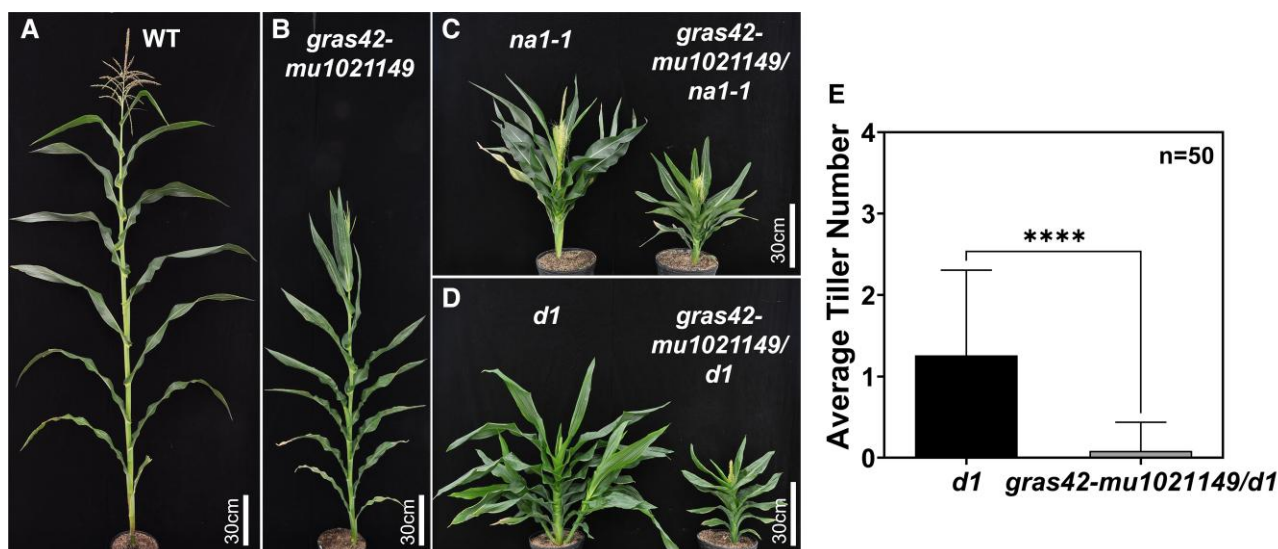 A
WT
30cm
B
gras42-
mu1021149
30cm
C
na1-1
gras42-
mu1021149/
na1-1
30cm
D
d1
gras42-
mu1021149/
d1
30cm
E
Average Tiller Number
4
3
2
1
0
n=50
****
d1
gras42-mu1021149/d1